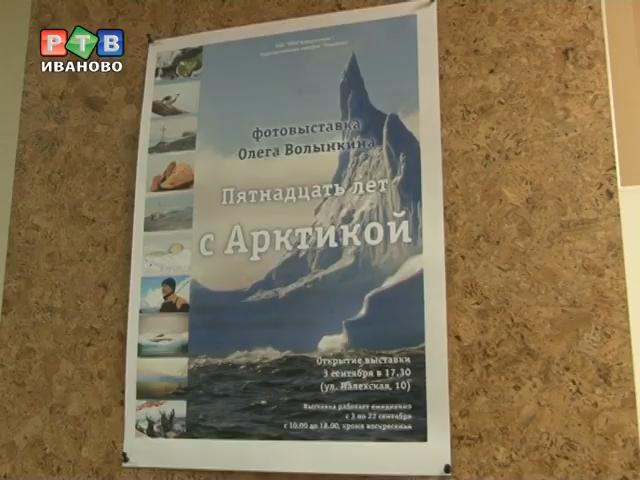 РТВ
ИВАНОВО
фотовыставка
Олега Волынкина
Пятнадцать лет
с Арктикой
Открытие выставки
3 сентября в 17.30
(ул. Палехская, 10)
Выставка работает ежедневно
с 3 по 22 сентября
с 10.00 до 18.00, кроме воскресенья